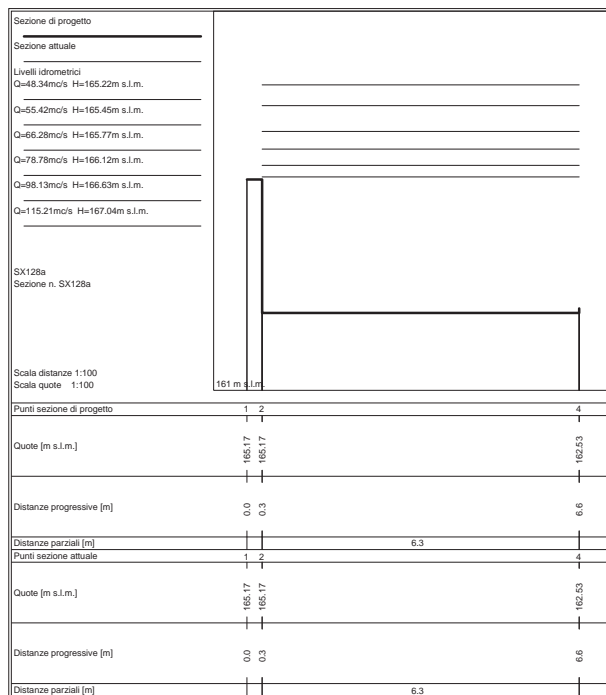 Sezione di progetto
Sezione attuale
Livelli idrometrici
Q=48.34mc/s H=165.22m s.l.m.
Q=55.42mc/s H=165.45m s.l.m.
Q=66.28mc/s H=165.77m s.l.m.
Q=78.78mc/s H=166.12m s.l.m.
Q=98.13mc/s H=166.63m s.l.m.
Q=115.21mc/s H=167.04m s.l.m.
SX128a
Sezione n. SX128a
Scala distanze 1:100
Scala quote 1:100
161 m s.l.m.
Punti sezione di progetto 1 2 4
Quote [m s.l.m.] 165.17 165.17 162.53
Distanze progressive [m] 0.0 0.3 6.6
Distanze parziali [m] 6.3
Punti sezione attuale 1 2 4
Quote [m s.l.m.] 165.17 165.17 162.53
Distanze progressive [m] 0.0 0.3 6.6
Distanze parziali [m] 6.3